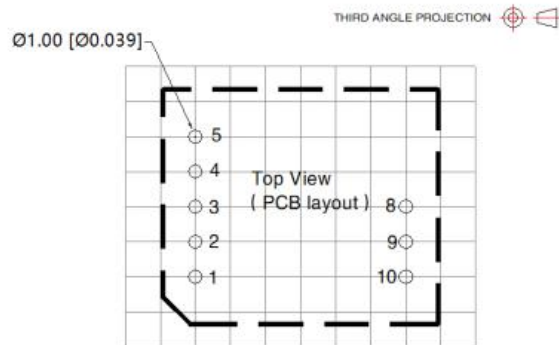 THIRD ANGLE PROJECTION
Ø1.00 [Ø0.039]
5
4
Top View
3 ( PCB layout ) 8
2 9
1 10